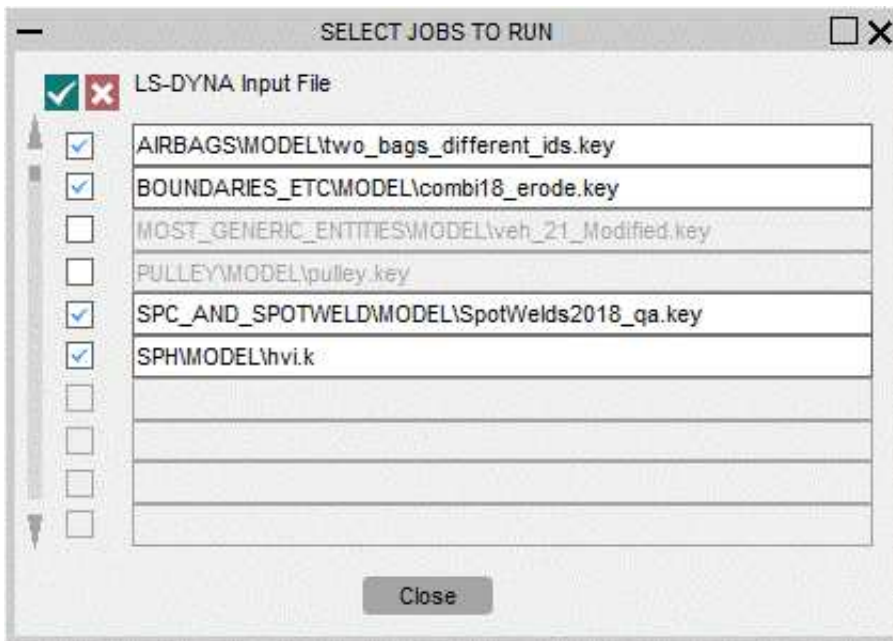 SELECT JOBS TO RUN
LS-DYNA Input File
AIRBAGS\MODEL\two_bags_different_ids.key
BOUNDARIES_ETC\MODEL\combi18_erode.key
MOST_GENERIC_ENTITIES\MODEL\veh_21_Modified.key
PULLEY\MODEL\pulley.key
SPC_AND_SPOTWELD\MODEL\SpotWelds2018_qa.key
SPH\MODEL\hvi.k
Close